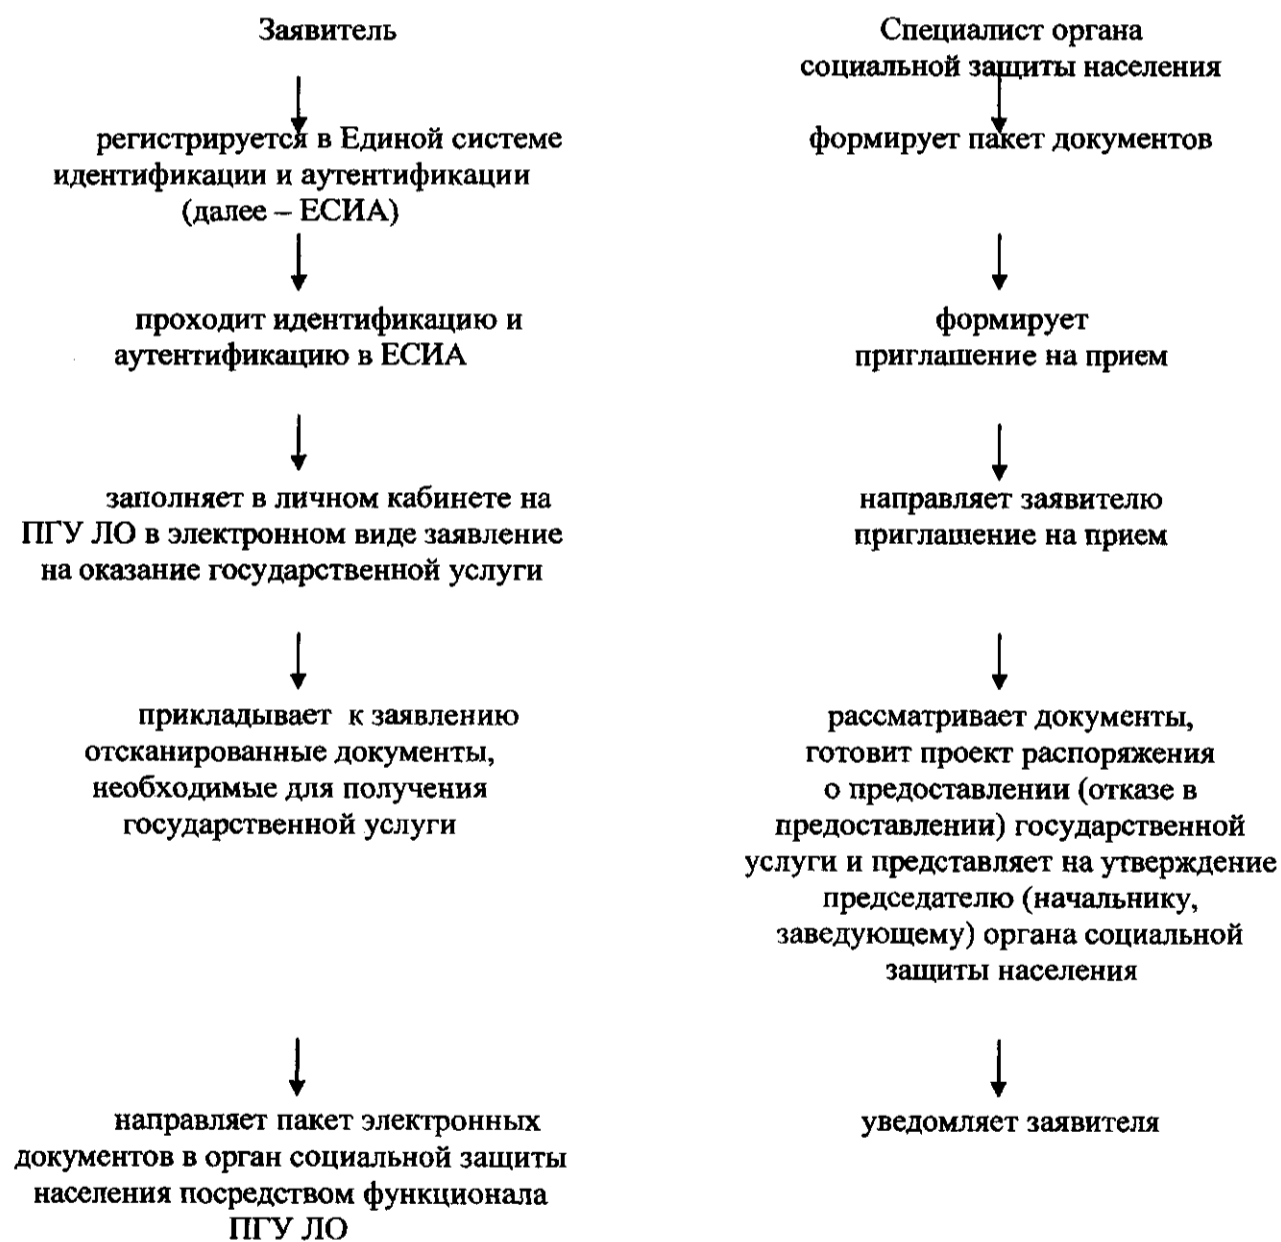 Заявитель
регистрируется в Единой системе
идентификации и аутентификации
(далее – ЕСИА)
проходит идентификацию и
аутентификацию в ЕСИА
заполняет в личном кабинете на
ПГУ ЛО в электронном виде заявление
на оказание государственной услуги
прикладывает к заявлению
отсканированные документы,
необходимые для получения
государственной услуги
направляет пакет электронных
документов в орган социальной защиты
населения посредством функционала
ПГУ ЛО
Специалист органа
социальной защиты населения
формирует пакет документов
формирует
приглашение на прием
направляет заявителю
приглашение на прием
рассматривает документы,
готовит проект распоряжения
о предоставлении (отказе в
предоставлении) государственной
услуги и представляет на утверждение
председателю (начальнику,
заведующему) органа социальной
защиты населения
уведомляет заявителя